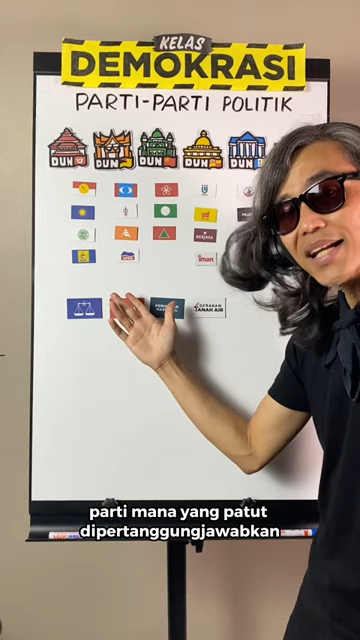 KELAS
DEMOKRASI
PARTI-PARTI POLITIK
DUN DUN DUN DUN DUN
BERJASA
iman
GERAKAN
TANAH AIR
parti mana yang patut
dipertanggungjawabkan